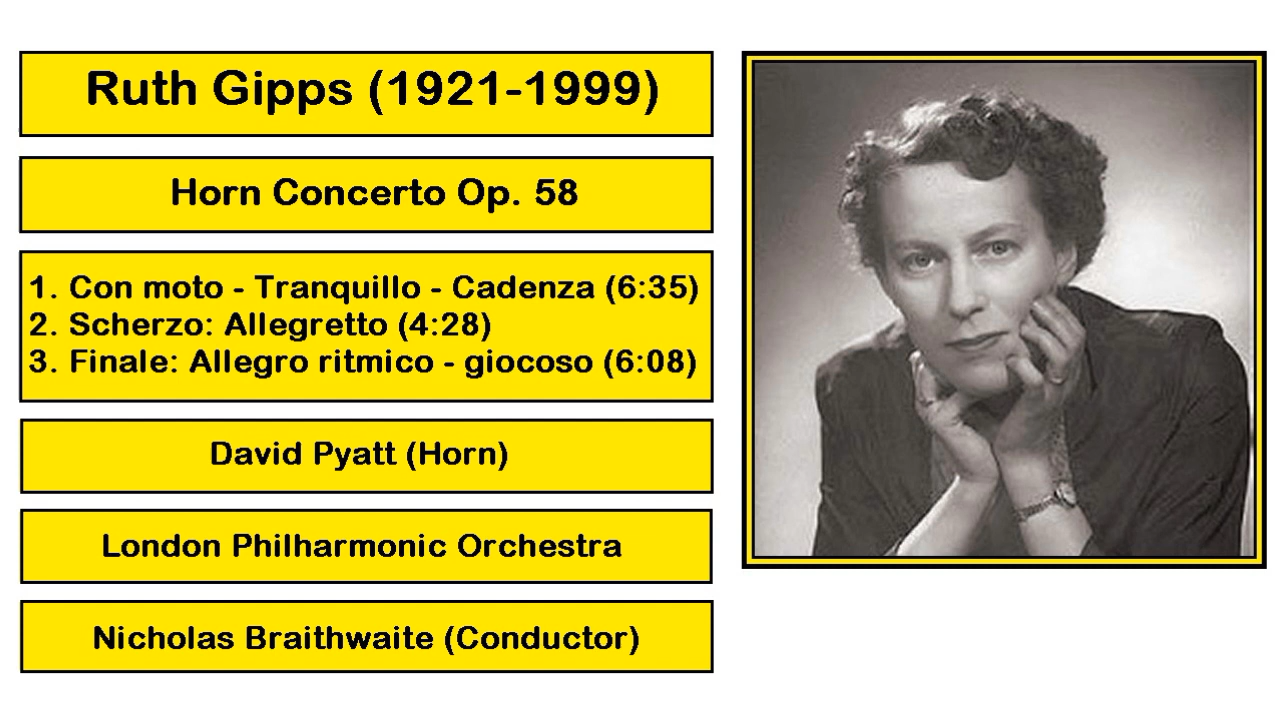 Ruth Gipps (1921-1999)
Horn Concerto Op. 58
1. Con moto - Tranquillo - Cadenza (6:35)
2. Scherzo: Allegretto (4:28)
3. Finale: Allegro ritmico - giocoso (6:08)
David Pyatt (Horn)
London Philharmonic Orchestra
Nicholas Braithwaite (Conductor)